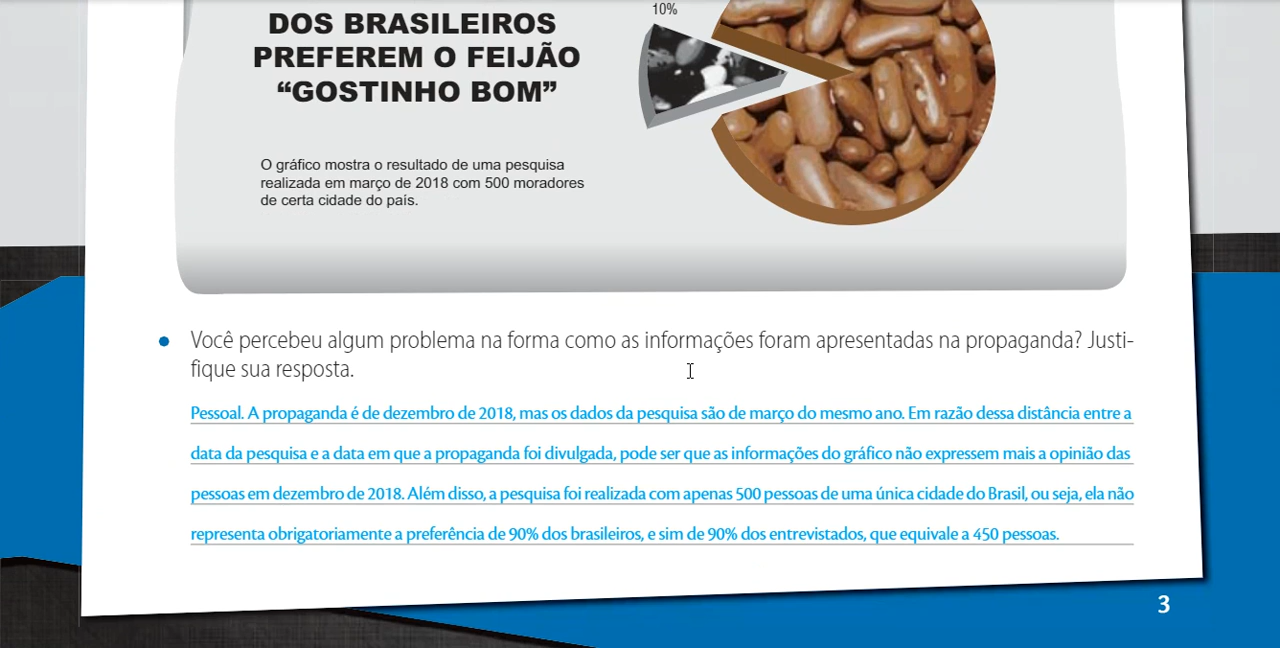 10%
DOS BRASILEIROS
PREFEREM O FEIJÃO
“GOSTINHO BOM”
O gráfico mostra o resultado de uma pesquisa
realizada em março de 2018 com 500 moradores
de certa cidade do país.
Você percebeu algum problema na forma como as informações foram apresentadas na propaganda? Justi-
fique sua resposta.
Pessoal. A propaganda é de dezembro de 2018, mas os dados da pesquisa são de março do mesmo ano. Em razão dessa distância entre a
data da pesquisa e a data em que a propaganda foi divulgada, pode ser que as informações do gráfico não expressem mais a opinião das
pessoas em dezembro de 2018. Além disso, a pesquisa foi realizada com apenas 500 pessoas de uma única cidade do Brasil, ou seja, ela não
representa obrigatoriamente a preferência de 90% dos brasileiros, e sim de 90% dos entrevistados, que equivale a 450 pessoas.
3